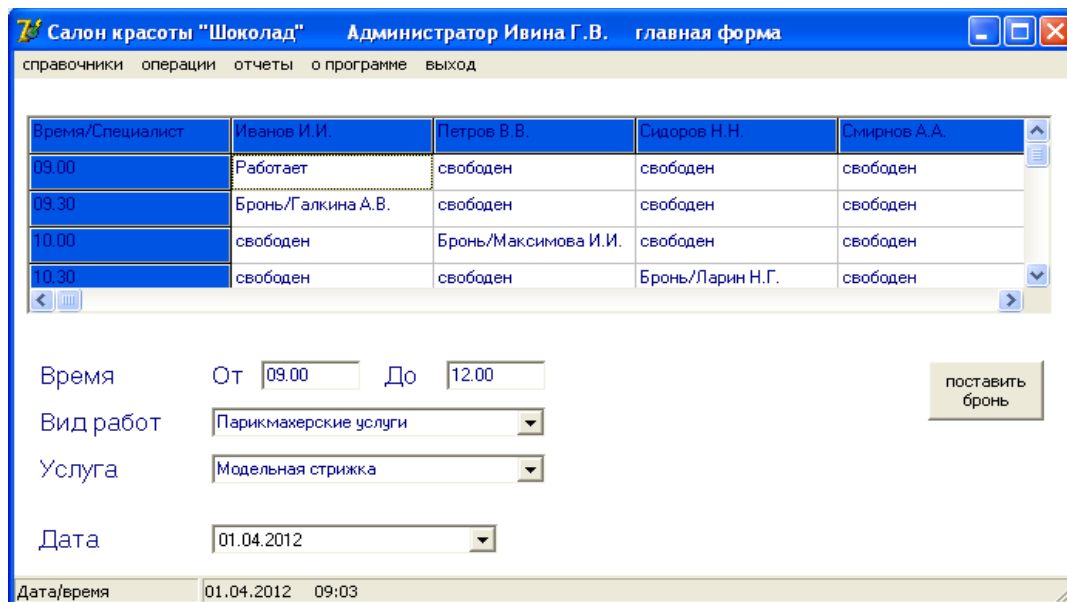 Салон красоты "Шоколад" Администратор Ивина Г.В. главная форма
справочники операции отчеты о программе выход
Время/Специалист Иванов И.И. Петров В.В. Сидоров Н.Н. Смирнов А.А.
09.00 Работает свободен свободен свободен
09.30 Бронь/Галкина А.В. свободен свободен свободен
10.00 свободен Бронь/Максимова И.И. свободен свободен
10.30 свободен свободен Бронь/Ларин Н.Г. свободен
Время От 09.00 До 12.00
поставить
бронь
Вид работ Парикмахерские услуги
Услуга Модельная стрижка
Дата 01.04.2012
Дата/время 01.04.2012 09:03